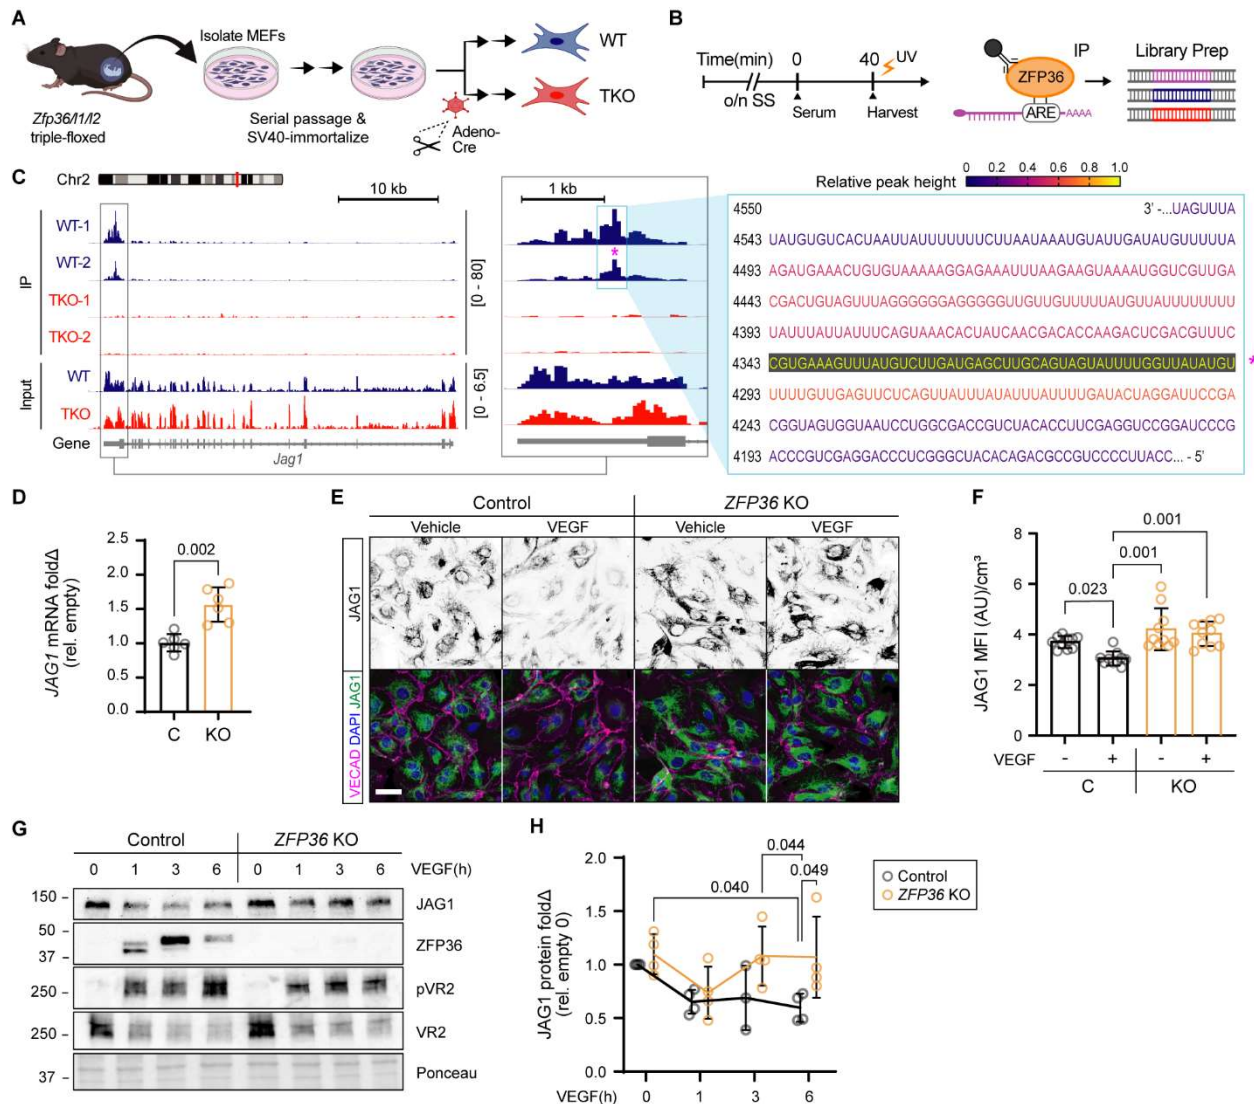 A
Isolate MEFs
Zfp36/l1/l2
triple-floxed
Serial passage &
SV40-immortalize
Adeno-
Cre
WT
TKO
B
Time(min)
o/n SS
0
40
UV
Serum
Harvest
IP
ZFP36
ARE
AAAA
Library Prep
C
Chr2
10 kb
1 kb
IP
WT-1
WT-2
TKO-1
TKO-2
Input
WT
TKO
Gene
Jag1
[0 - 80]
[0 - 6.5]
*
Relative peak height
0 0.2 0.4 0.6 0.8 1.0
4550 3' -...UAGUUUA
4543 UAUGUGUCACUAAUUAUUUUUUUCUUAAUAAAUGUAUUGAUAUGUUUUUA
4493 AGAUGAAACUGUGUAAAAAGGAGAAAUUUAAGAAGUAAAAUGGUCGUUGA
4443 CGACUGUAGUUUAGGGGGGAGGGGGUUGUUGUUUUUAUGUUAUUUUUUUU
4393 UAUUUAUUAUUUCAGUAAACACUAUCAACGACACCAAGACUCGACGUUUC
4343 CGUGAAAGUUUAUGUCUUGAUGAGCUUGCAGUAGUAUUUUGGUUAUAUGU *
4293 UUUUGUUGAGUUCUCAGUUAUUUAUAUUUAUUUUGAUACUAGGAUUCCGA
4243 CGGUAGUGGUAAUCCUGGCGACCGUCUACACCUUCGAGGUCCGGAUCCCG
4193 ACCCGUCGAGGACCCUCGGGCUACACAGACGCCGUCCCCUUACC... - 5'
D
JAG1 mRNA foldΔ
(rel. empty)
2.5
2.0
1.5
1.0
0.5
0.0
0.002
C
KO
E
Control
ZFP36 KO
Vehicle
VEGF
Vehicle
VEGF
JAG1
VECAD DAPI JAG1
F
JAG1 MFI (AU)/cm³
8
6
4
2
0
0.001
0.001
0.023
VEGF - + - +
C
KO
G
Control
ZFP36 KO
0 1 3 6 0 1 3 6 VEGF(h)
150
JAG1
50
37
ZFP36
250
pVR2
250
VR2
37
Ponceau
H
JAG1 protein foldΔ
(rel. empty 0)
2.0
1.5
1.0
0.5
0.0
0.044
0.040
0.049
Control
ZFP36 KO
VEGF(h) 0 1 3 6